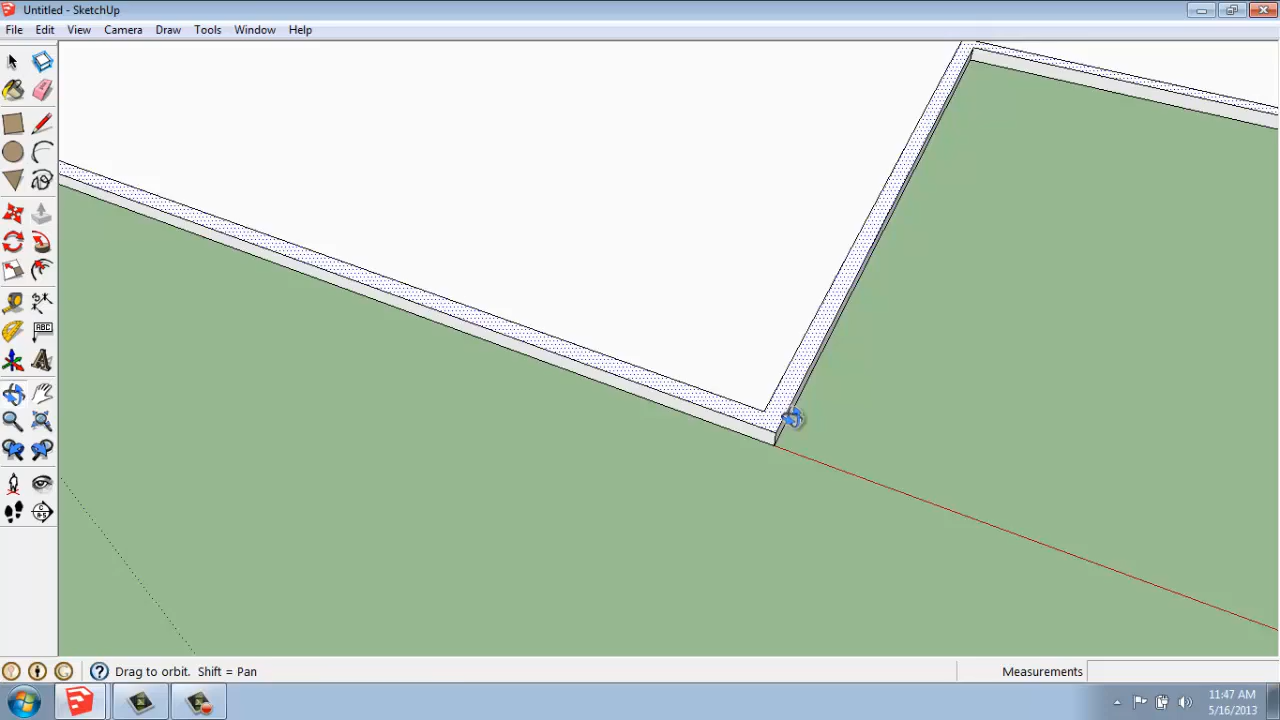 Untitled - SketchUp
File Edit View Camera Draw Tools Window Help
ABC
A
Drag to orbit. Shift = Pan
Measurements
11:47 AM
5/16/2013